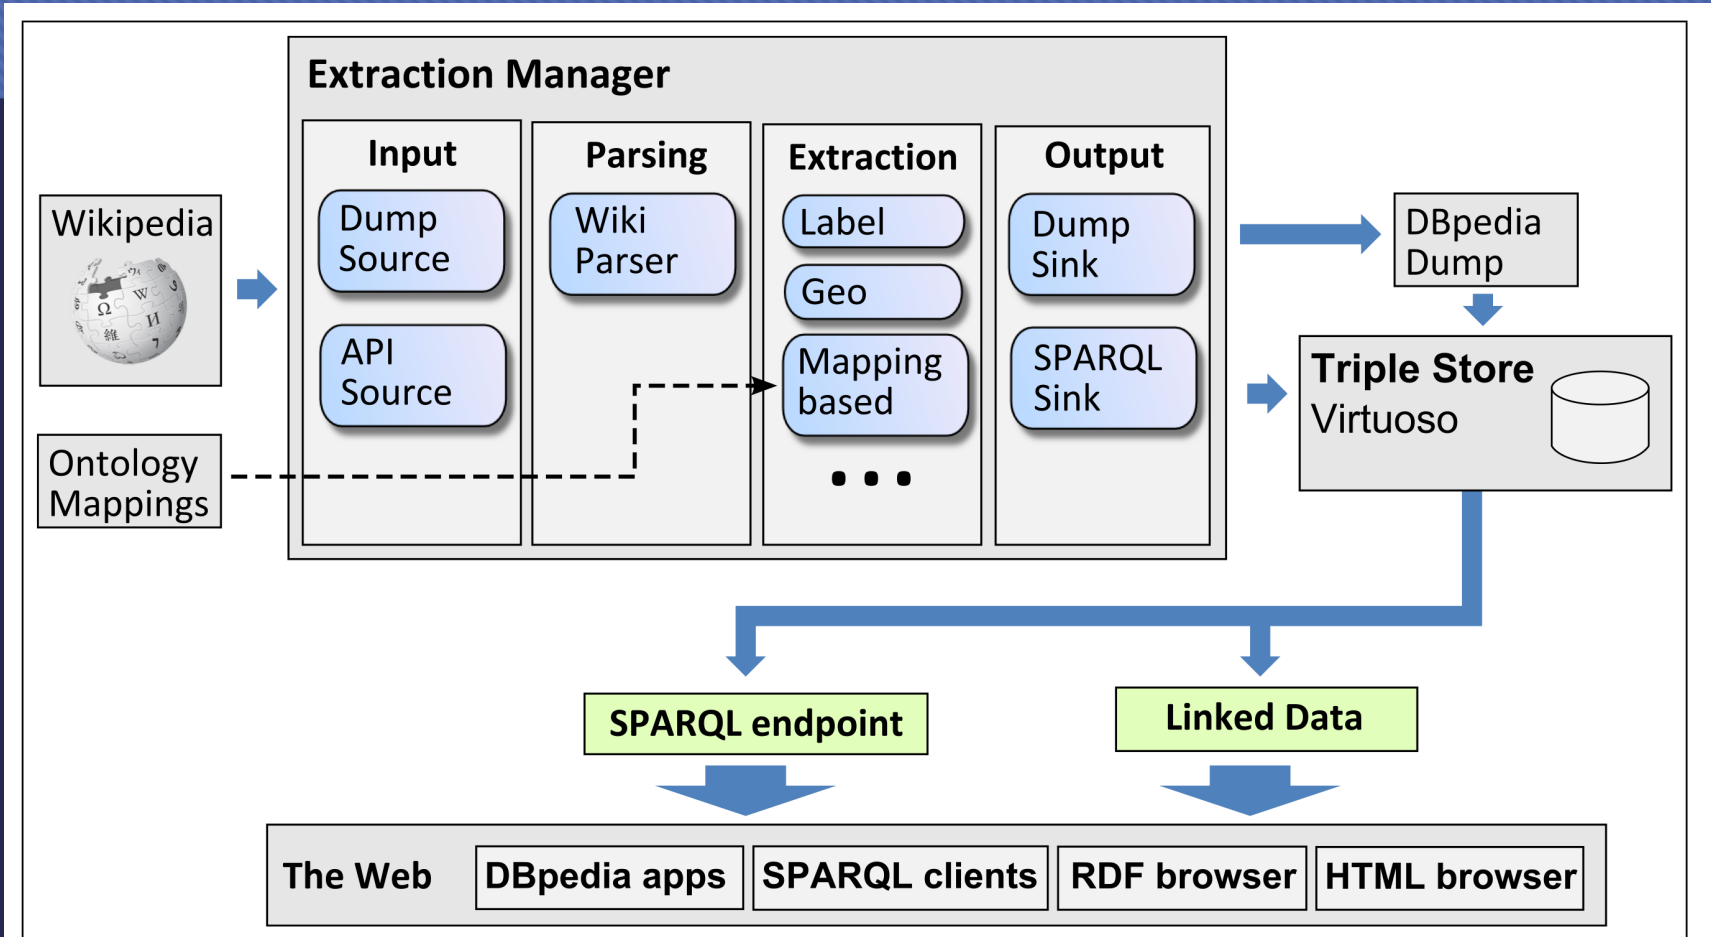 Extraction Manager
Input
Dump
Source
API
Source
Parsing
Wiki
Parser
Extraction
Label
Geo
Mapping
based
...
Output
Dump
Sink
SPARQL
Sink
Wikipedia
Ω
W
И
維
Ontology
Mappings
DBpedia
Dump
Triple Store
Virtuoso
SPARQL endpoint
Linked Data
The Web
DBpedia apps
SPARQL clients
RDF browser
HTML browser